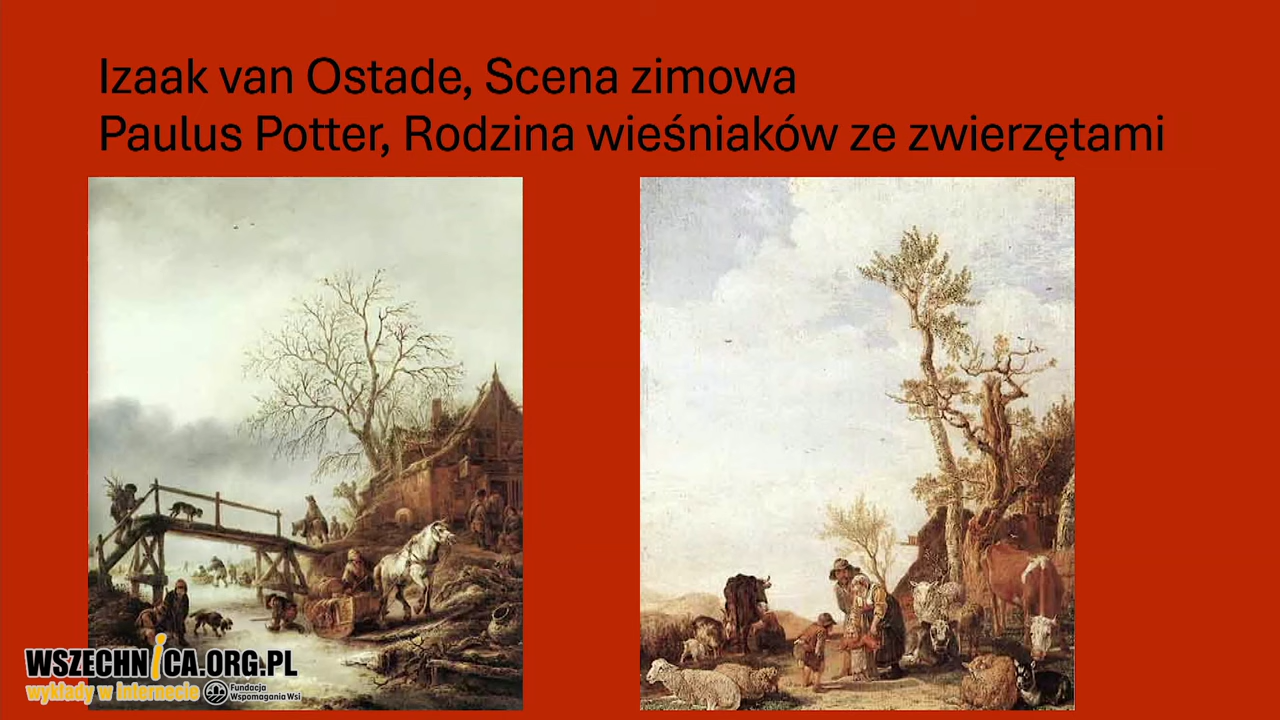 Izaak van Ostade, Scena zimowa
Paulus Potter, Rodzina wieśniaków ze zwierzętami
WSZECHNICA.ORG.PL
wykłady w internecie
Fundacja
Wspomagania Wsi